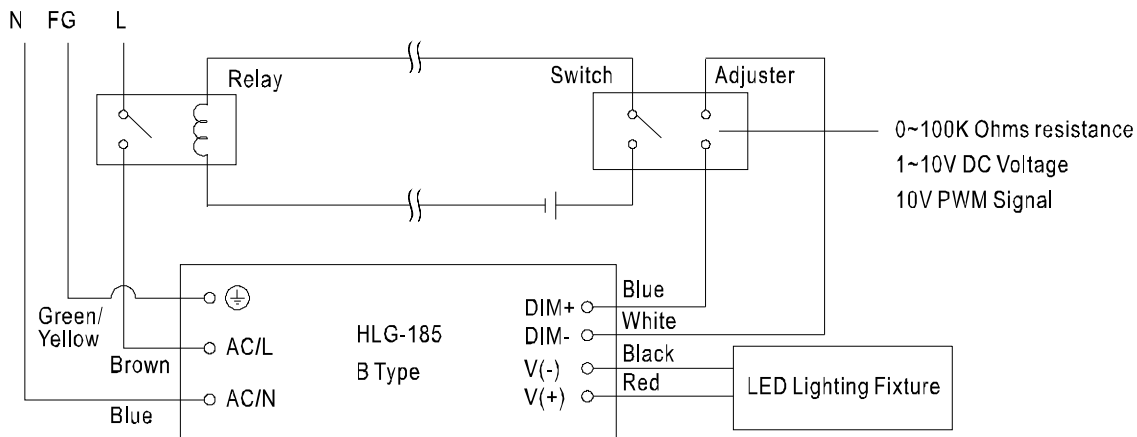 N FG L
Relay
Switch
Adjuster
0~100K Ohms resistance
1~10V DC Voltage
10V PWM Signal
Green/
Yellow
Brown
AC/L
Blue
AC/N
HLG-185
B Type
DIM+
Blue
DIM-
White
V(-)
Black
V(+)
Red
LED Lighting Fixture